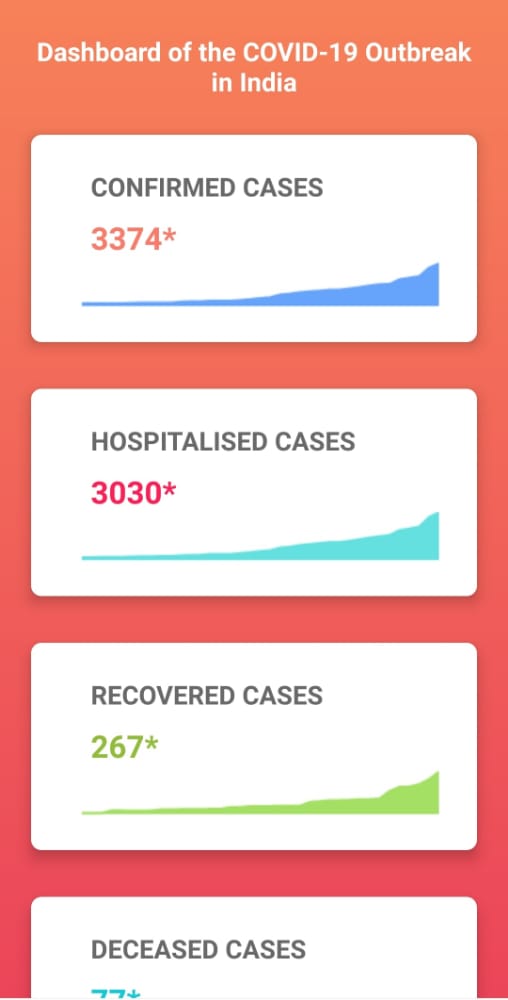 Dashboard of the COVID-19 Outbreak
in India
CONFIRMED CASES
3374*
HOSPITALISED CASES
3030*
RECOVERED CASES
267*
DECEASED CASES